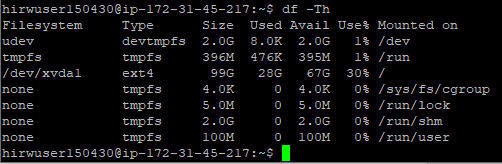 hirwuser150430@ip-172-31-45-217:~$ df -Th
Filesystem     Type      Size  Used Avail Use% Mounted on
udev           devtmpfs  2.0G  8.0K  2.0G   1% /dev
tmpfs          tmpfs     396M  476K  395M   1% /run
/dev/xvda1     ext4       99G   28G   67G  30% /
none           tmpfs     4.0K     0  4.0K   0% /sys/fs/cgroup
none           tmpfs     5.0M     0  5.0M   0% /run/lock
none           tmpfs     2.0G     0  2.0G   0% /run/shm
none           tmpfs     100M     0  100M   0% /run/user
hirwuser150430@ip-172-31-45-217:~$